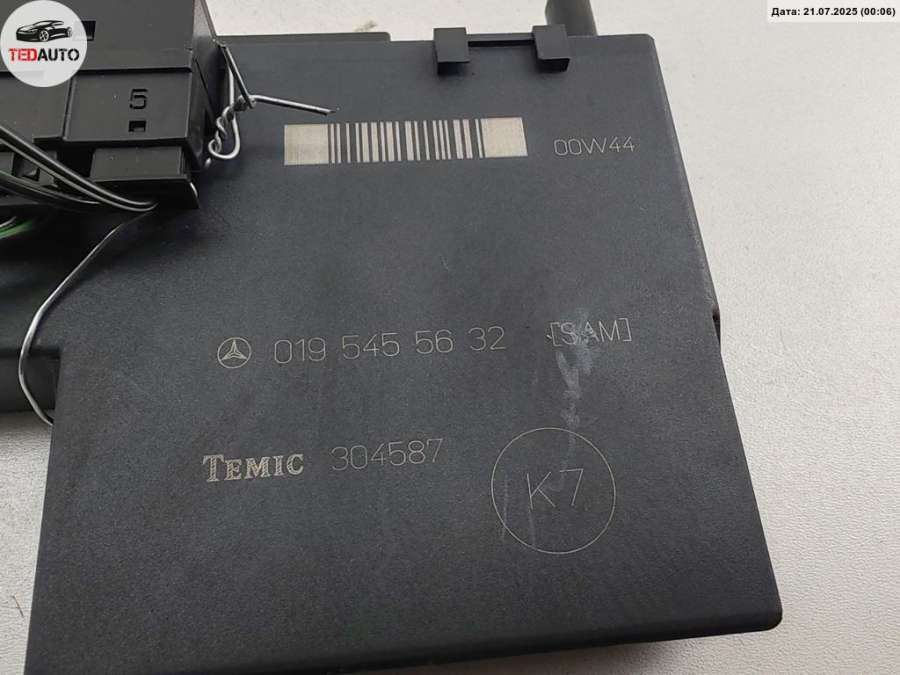 Дата: 21.07.2025 (00:06)
TEDAUTO
5
00W44
019 545 56 32 [SAM]
TEMIC 304587
K7